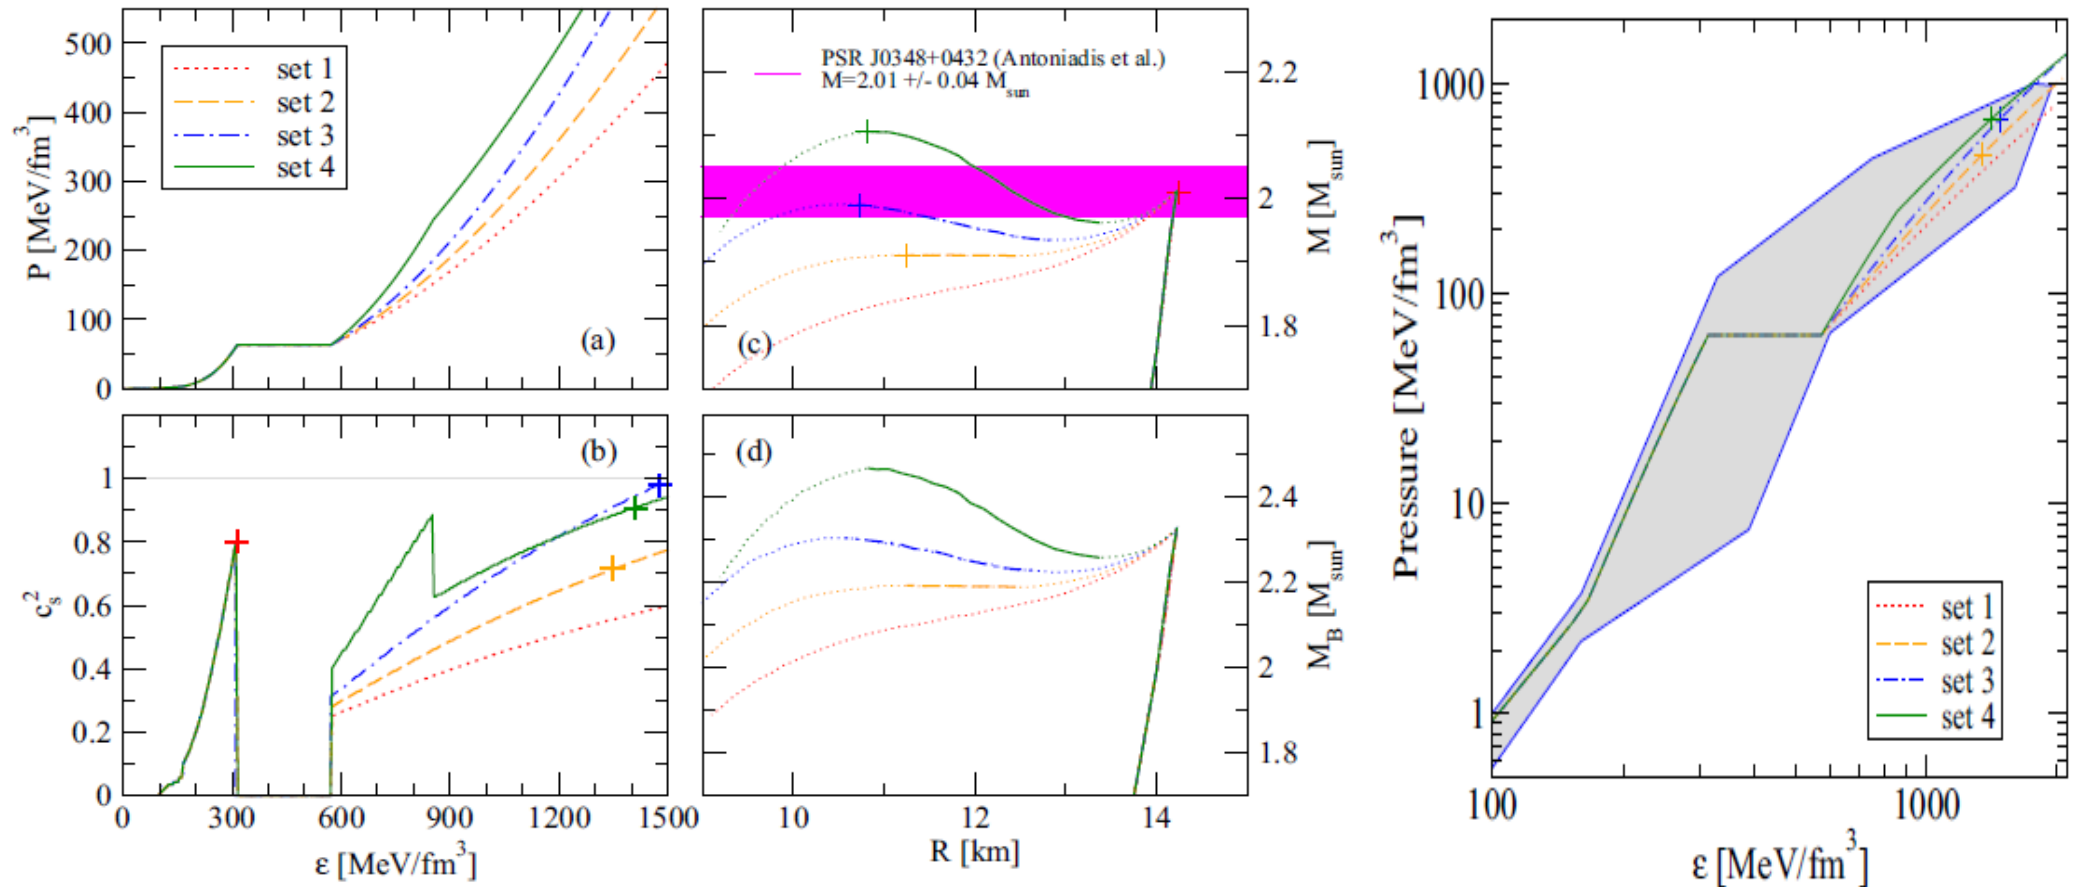 500
400
300
200
100
0
P [MeV/fm³]
set 1
set 2
set 3
set 4
(a)
1
0.8
0.6
0.4
0.2
0
c_s²
(b)
0
300
600
900
1200
1500
ε [MeV/fm³]
PSR J0348+0432 (Antoniadis et al.)
M=2.01 +/- 0.04 M_sun
(c)
2.2
2
1.8
M [M_sun]
(d)
2.4
2.2
2
1.8
M_B [M_sun]
10
12
14
R [km]
1000
100
10
1
Pressure [MeV/fm³]
set 1
set 2
set 3
set 4
100
1000
ε [MeV/fm³]